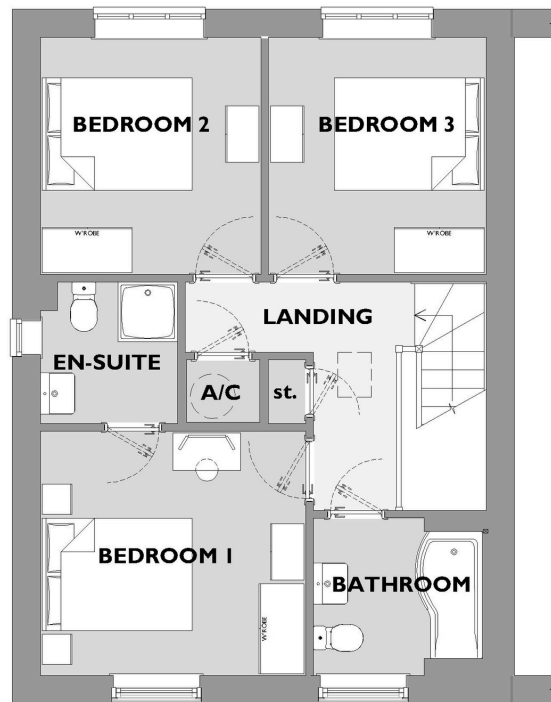 BEDROOM 2
BEDROOM 3
W'ROBE
W'ROBE
LANDING
EN-SUITE
A/C
st.
BEDROOM 1
BATHROOM
W'ROBE